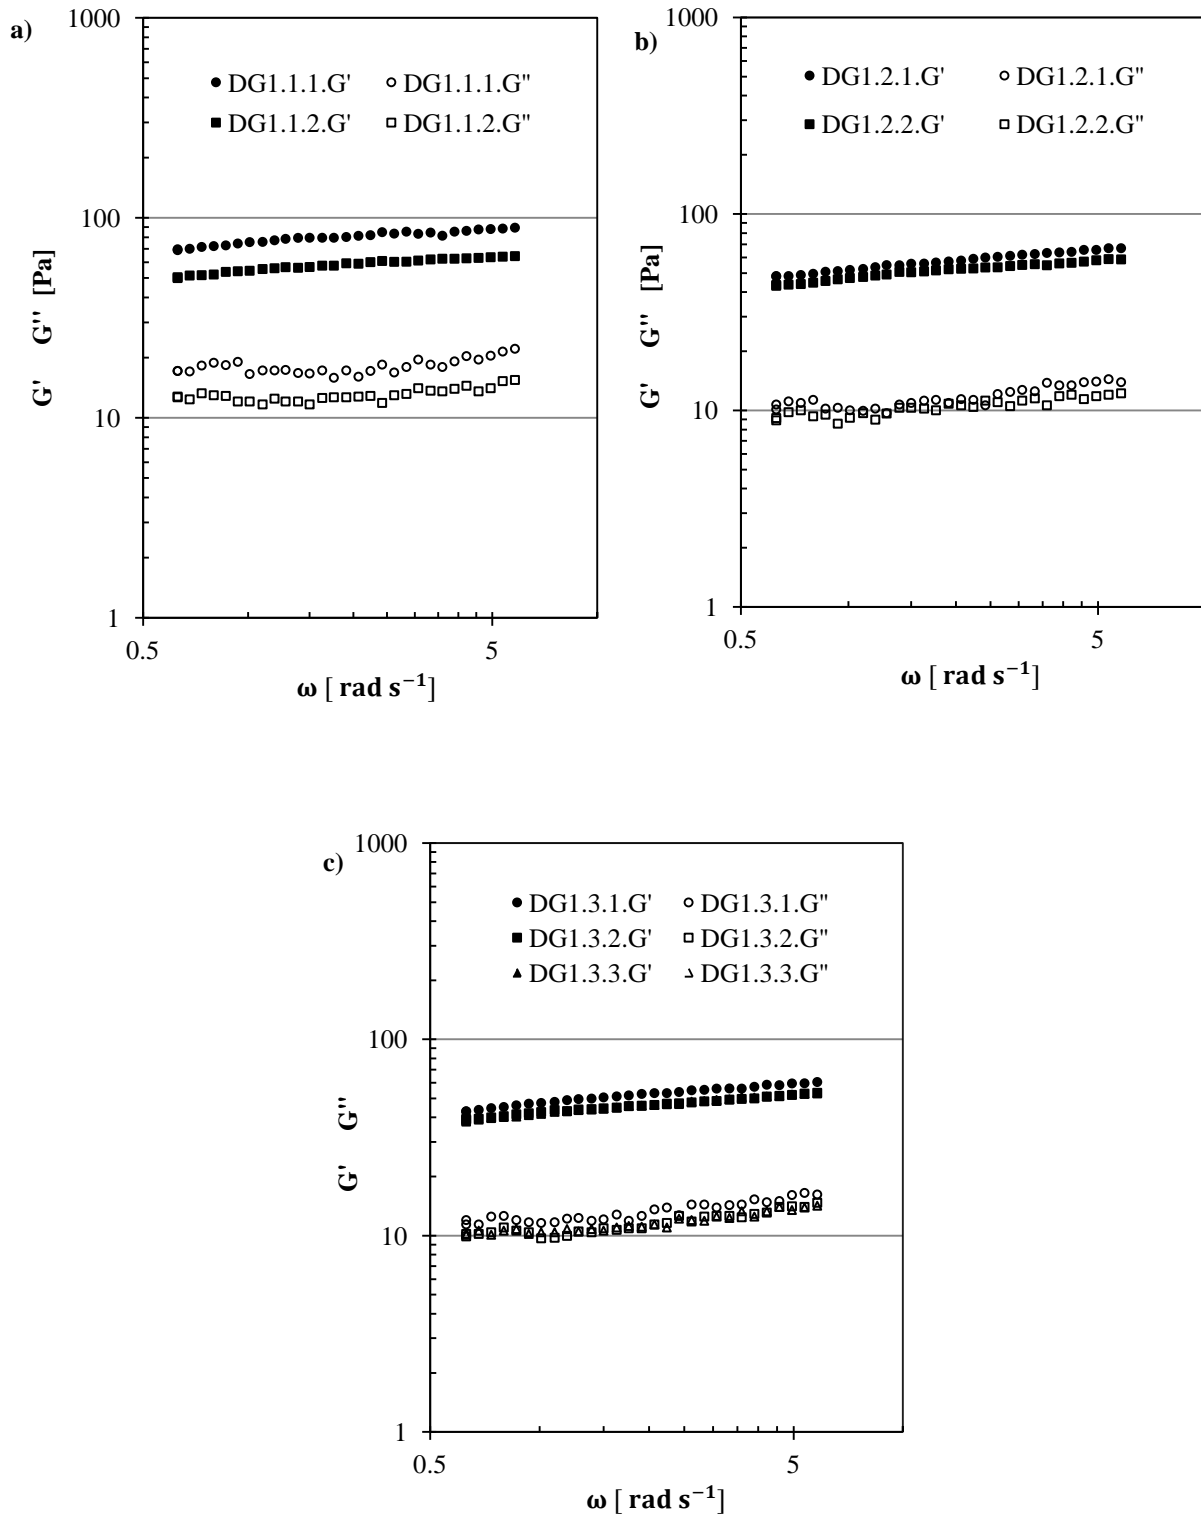 a)
1000
● DG1.1.1.G' ○ DG1.1.1.G"
■ DG1.1.2.G' □ DG1.1.2.G"
100
10
1
0.5 5
G' G'' [Pa]
ω [ rad s⁻¹]
b)
1000
● DG1.2.1.G' ○ DG1.2.1.G"
■ DG1.2.2.G' □ DG1.2.2.G"
100
10
1
0.5 5
G' G'' [Pa]
ω [ rad s⁻¹]
c)
1000
● DG1.3.1.G' ○ DG1.3.1.G"
■ DG1.3.2.G' □ DG1.3.2.G"
▲ DG1.3.3.G' △ DG1.3.3.G"
100
10
1
0.5 5
G' G''
ω [ rad s⁻¹]